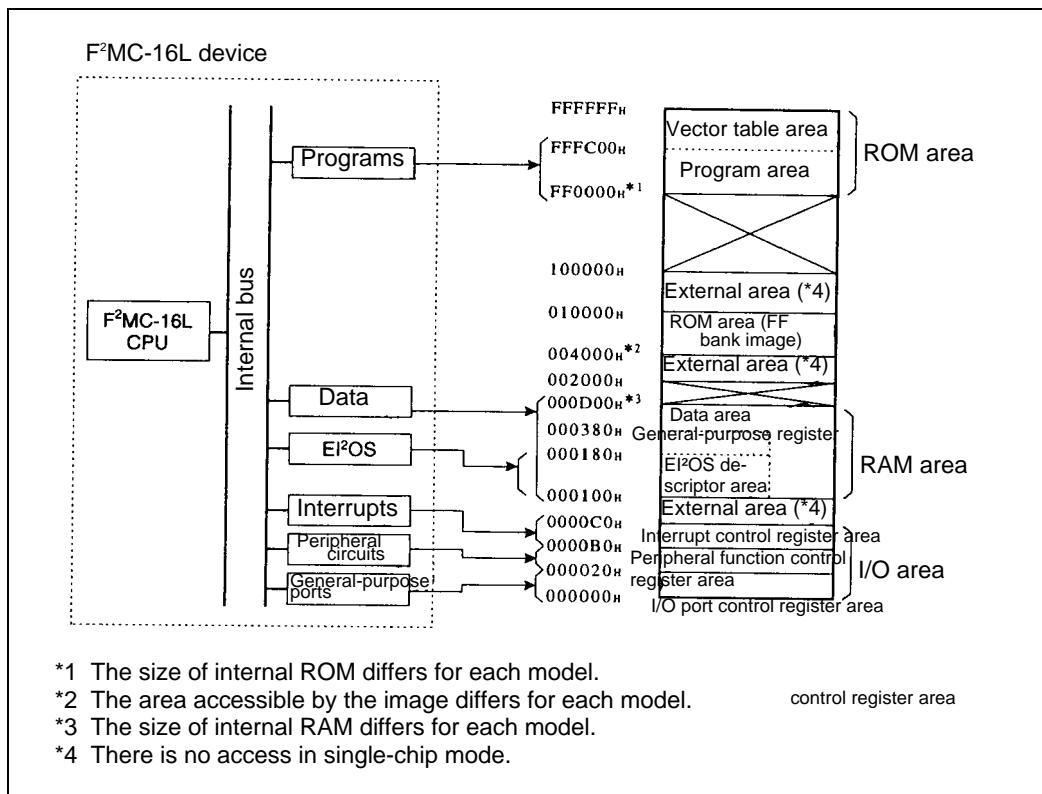 F²MC-16L device
FFFFFFH
Vector table area
ROM area
Programs
FFFC00H
Program area
FF0000H*1
100000H
External area (*4)
010000H
F²MC-16L
CPU
Internal bus
ROM area (FF
bank image)
004000H*2
External area (*4)
002000H
Data
000D00H*3
Data area
000380H
General-purpose register
EI²OS
000180H
RAM area
EI²OS de-
scriptor area
000100H
External area (*4)
Interrupts
0000C0H
Interrupt control register area
Peripheral
circuits
0000B0H
Peripheral function control
register area
I/O area
000020H
General-purpose
ports
000000H
I/O port control register area
*1 The size of internal ROM differs for each model.
*2 The area accessible by the image differs for each model.
control register area
*3 The size of internal RAM differs for each model.
*4 There is no access in single-chip mode.